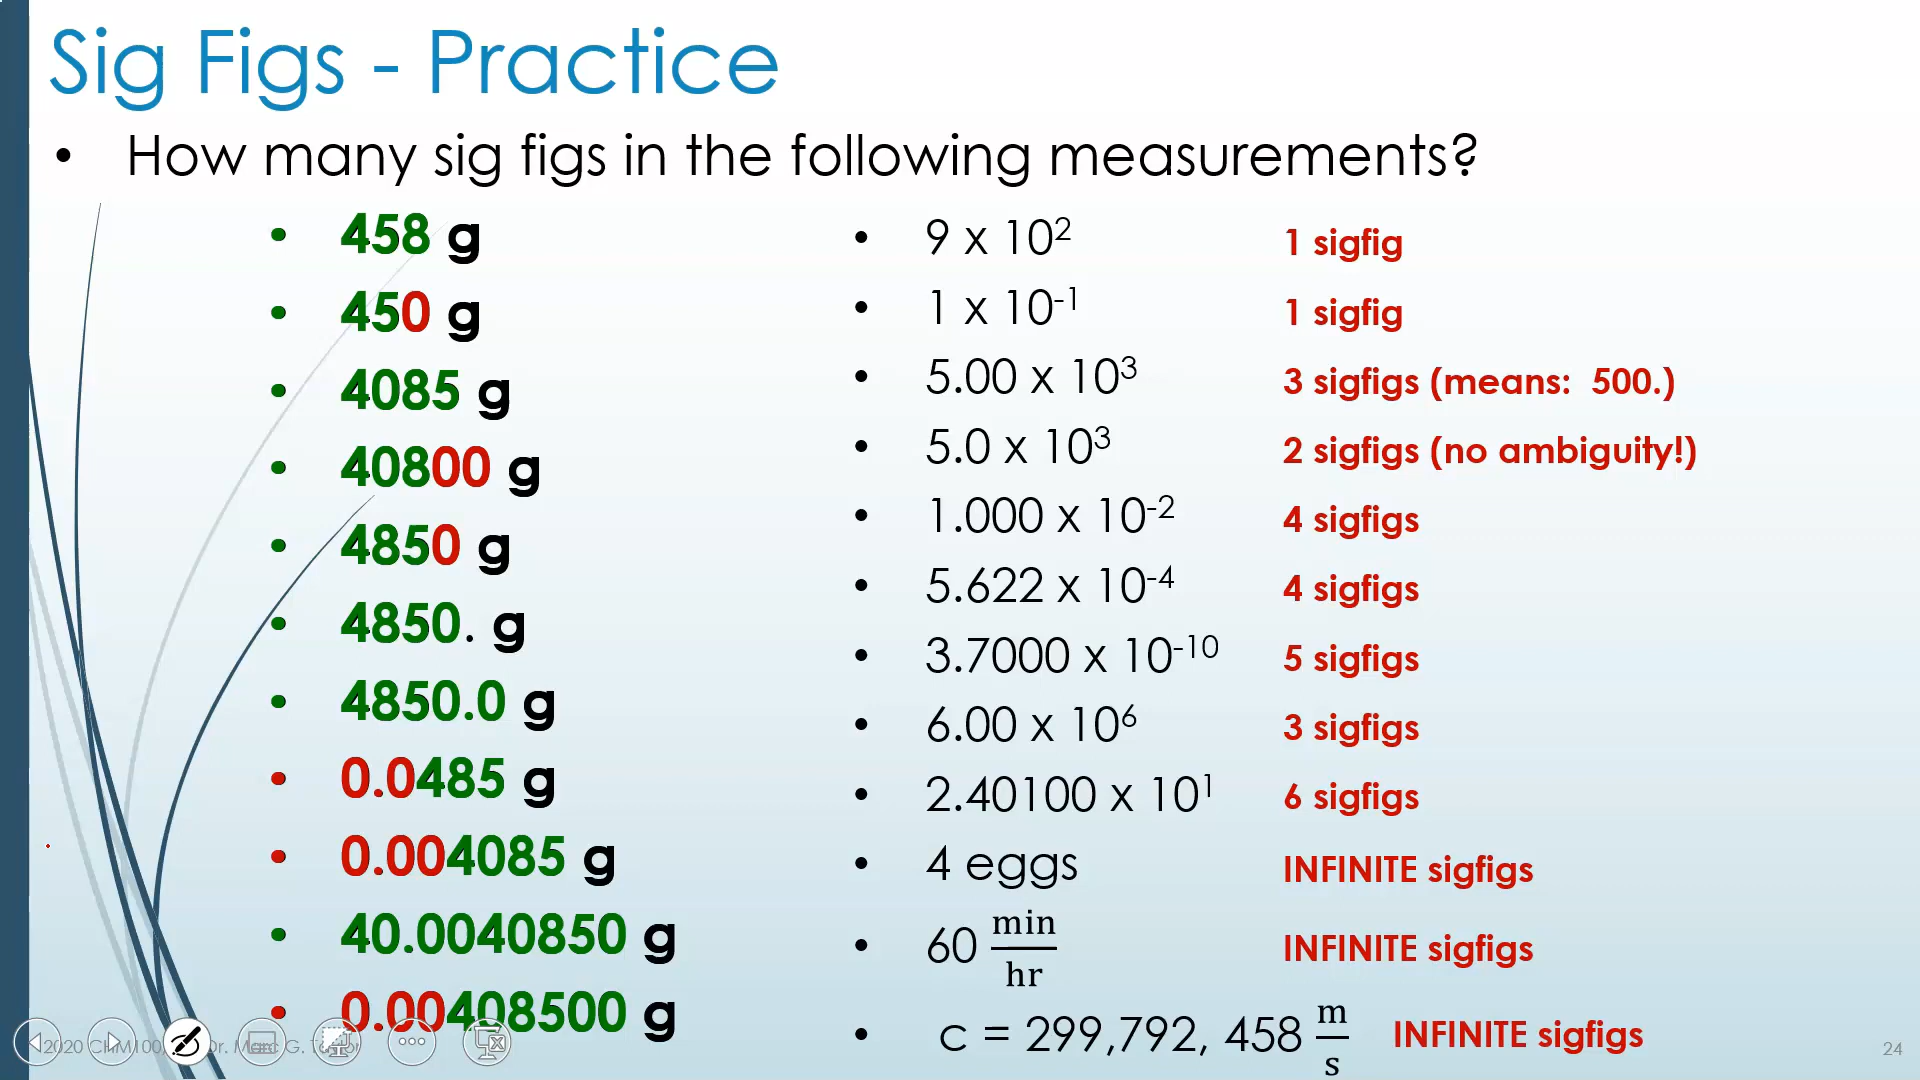 Sig Figs - Practice
• How many sig figs in the following measurements?
• 458 g
• 450 g
• 4085 g
• 40800 g
• 4850 g
• 4850. g
• 4850.0 g
• 0.0485 g
• 0.004085 g
• 40.0040850 g
• 0.00408500 g
• 9 x 10² 1 sigfig
• 1 x 10⁻¹ 1 sigfig
• 5.00 x 10³ 3 sigfigs (means: 500.)
• 5.0 x 10³ 2 sigfigs (no ambiguity!)
• 1.000 x 10⁻² 4 sigfigs
• 5.622 x 10⁻⁴ 4 sigfigs
• 3.7000 x 10⁻¹⁰ 5 sigfigs
• 6.00 x 10⁶ 3 sigfigs
• 2.40100 x 10¹ 6 sigfigs
• 4 eggs INFINITE sigfigs
• 60 min/hr INFINITE sigfigs
• c = 299,792, 458 m/s INFINITE sigfigs
2020 CHM100, Dr. Marc G.
24